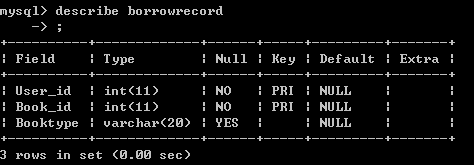 mysql> describe borrowrecord
    -> ;
+----------+-------------+------+-----+---------+-------+
| Field    | Type        | Null | Key | Default | Extra |
+----------+-------------+------+-----+---------+-------+
| User_id  | int(11)     | NO   | PRI | NULL    |       |
| Book_id  | int(11)     | NO   | PRI | NULL    |       |
| Booktype | varchar(20) | YES  |     | NULL    |       |
+----------+-------------+------+-----+---------+-------+
3 rows in set (0.00 sec)